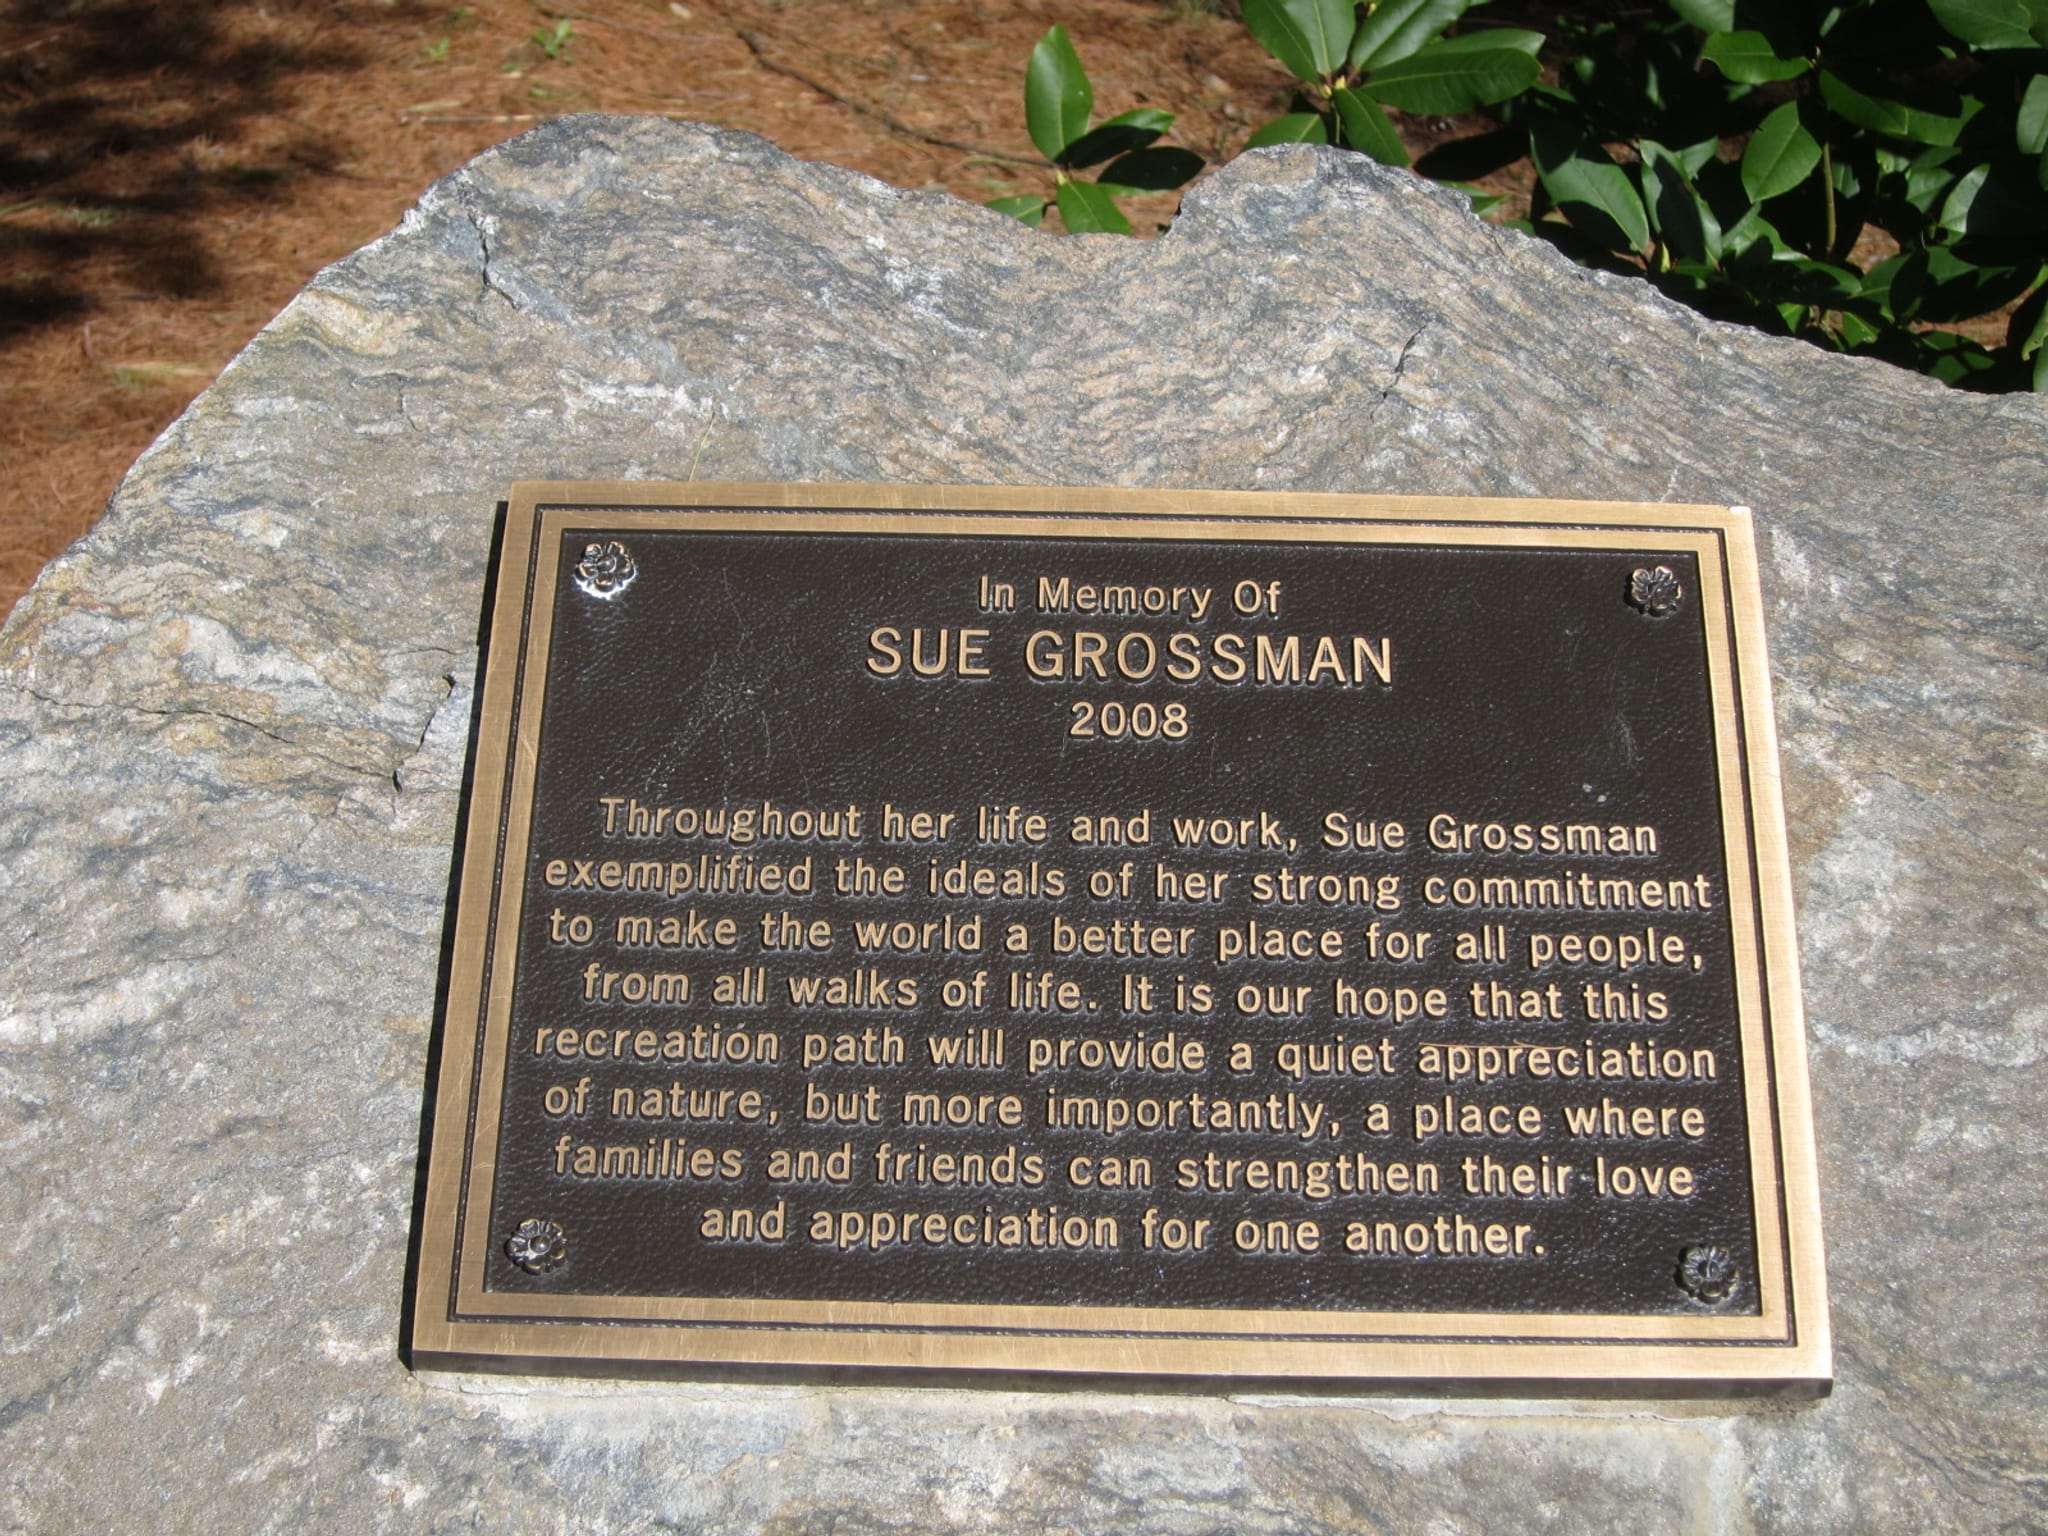 In Memory Of
SUE GROSSMAN
2008
Throughout her life and work, Sue Grossman
exemplified the ideals of her strong commitment
to make the world a better place for all people,
from all walks of life. It is our hope that this
recreation path will provide a quiet appreciation
of nature, but more importantly, a place where
families and friends can strengthen their love
and appreciation for one another.